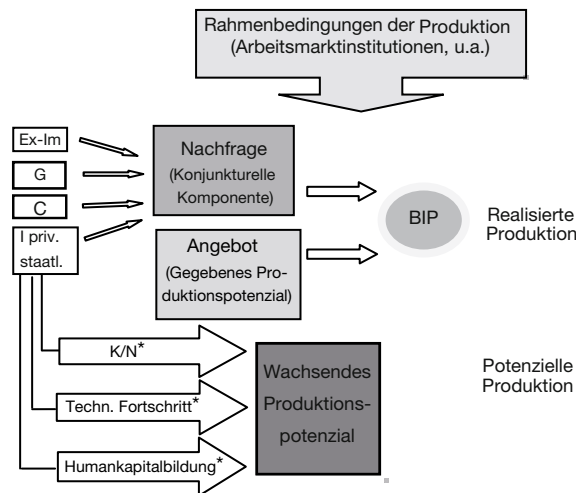 Rahmenbedingungen der Produktion
(Arbeitsmarktinstitutionen, u.a.)
Ex-Im
G
C
I priv.
staatl.
Nachfrage
(Konjunkturelle
Komponente)
Angebot
(Gegebenes Pro-
duktionspotenzial)
BIP
Realisierte
Produktion
K/N*
Techn. Fortschritt*
Humankapitalbildung*
Wachsendes
Produktions-
potenzial
Potenzielle
Produktion